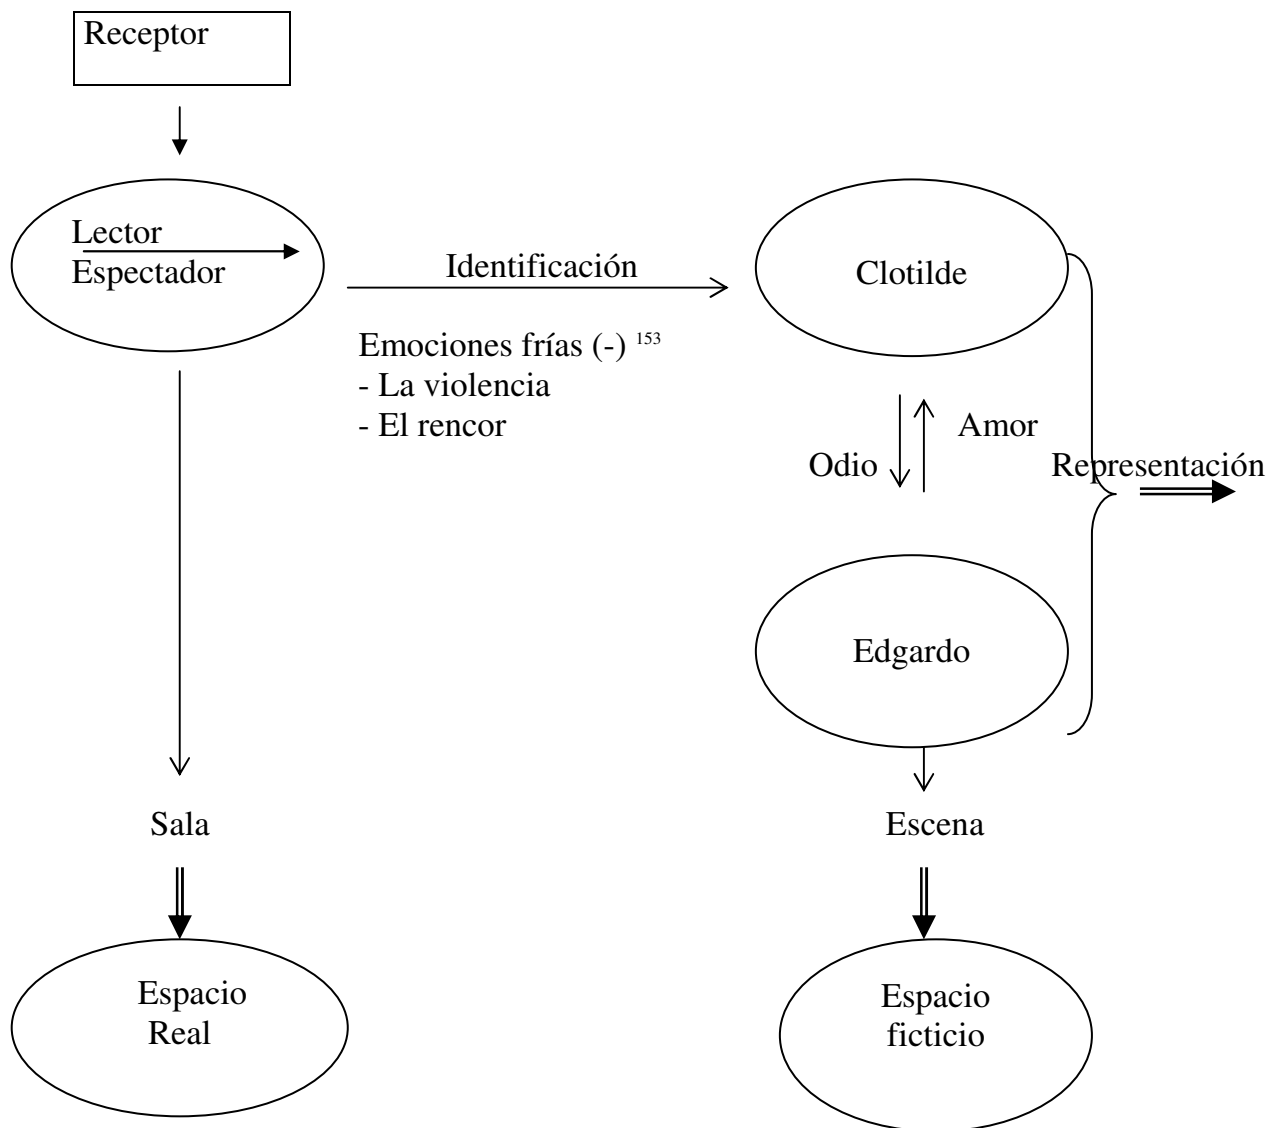 Receptor
Lector
Espectador
Identificación
Clotilde
Emociones frías (-) 153
- La violencia
- El rencor
Amor
Odio
Representación
Edgardo
Sala
Escena
Espacio
Real
Espacio
ficticio